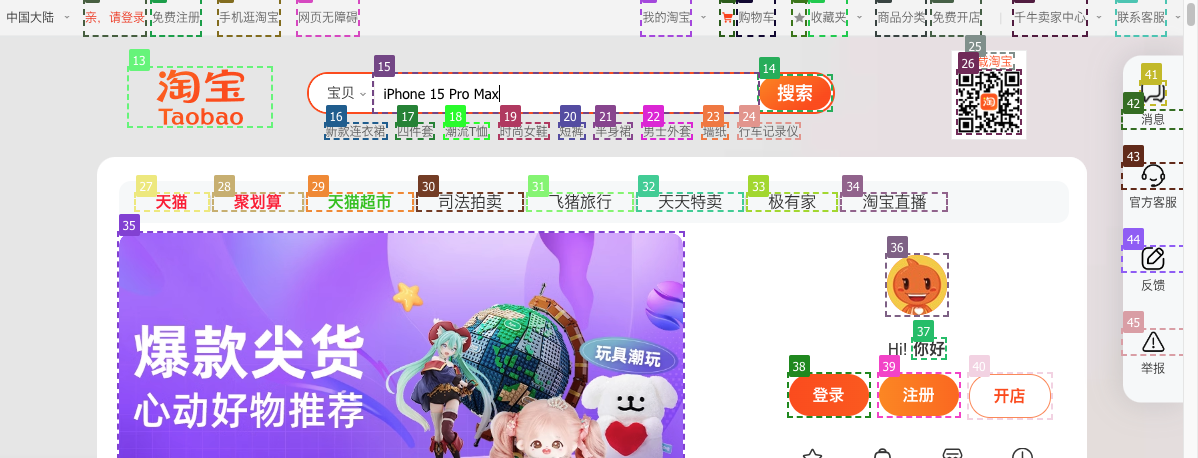 中国大陆 亲，请登录 免费注册 手机逛淘宝 网页无障碍 我的淘宝 购物车 收藏夹 商品分类 免费开店 千牛卖家中心 联系客服
13 淘宝
Taobao
15 宝贝 iPhone 15 Pro Max 14 搜索
16 17 18 19 20 21 22 23 24
新款连衣裙 四件套 潮流T恤 时尚女鞋 短裤 半身裙 男士外套 墙纸 行车记录仪
25
26 淘宝
淘
41
42 消息
43
官方客服
44
反馈
45
举报
27 28 29 30 31 32 33 34
天猫 聚划算 天猫超市 司法拍卖 飞猪旅行 天天特卖 极有家 淘宝直播
35
爆款尖货
心动好物推荐
玩具潮玩
36
37
Hi! 你好
38 39 40
登录 注册 开店